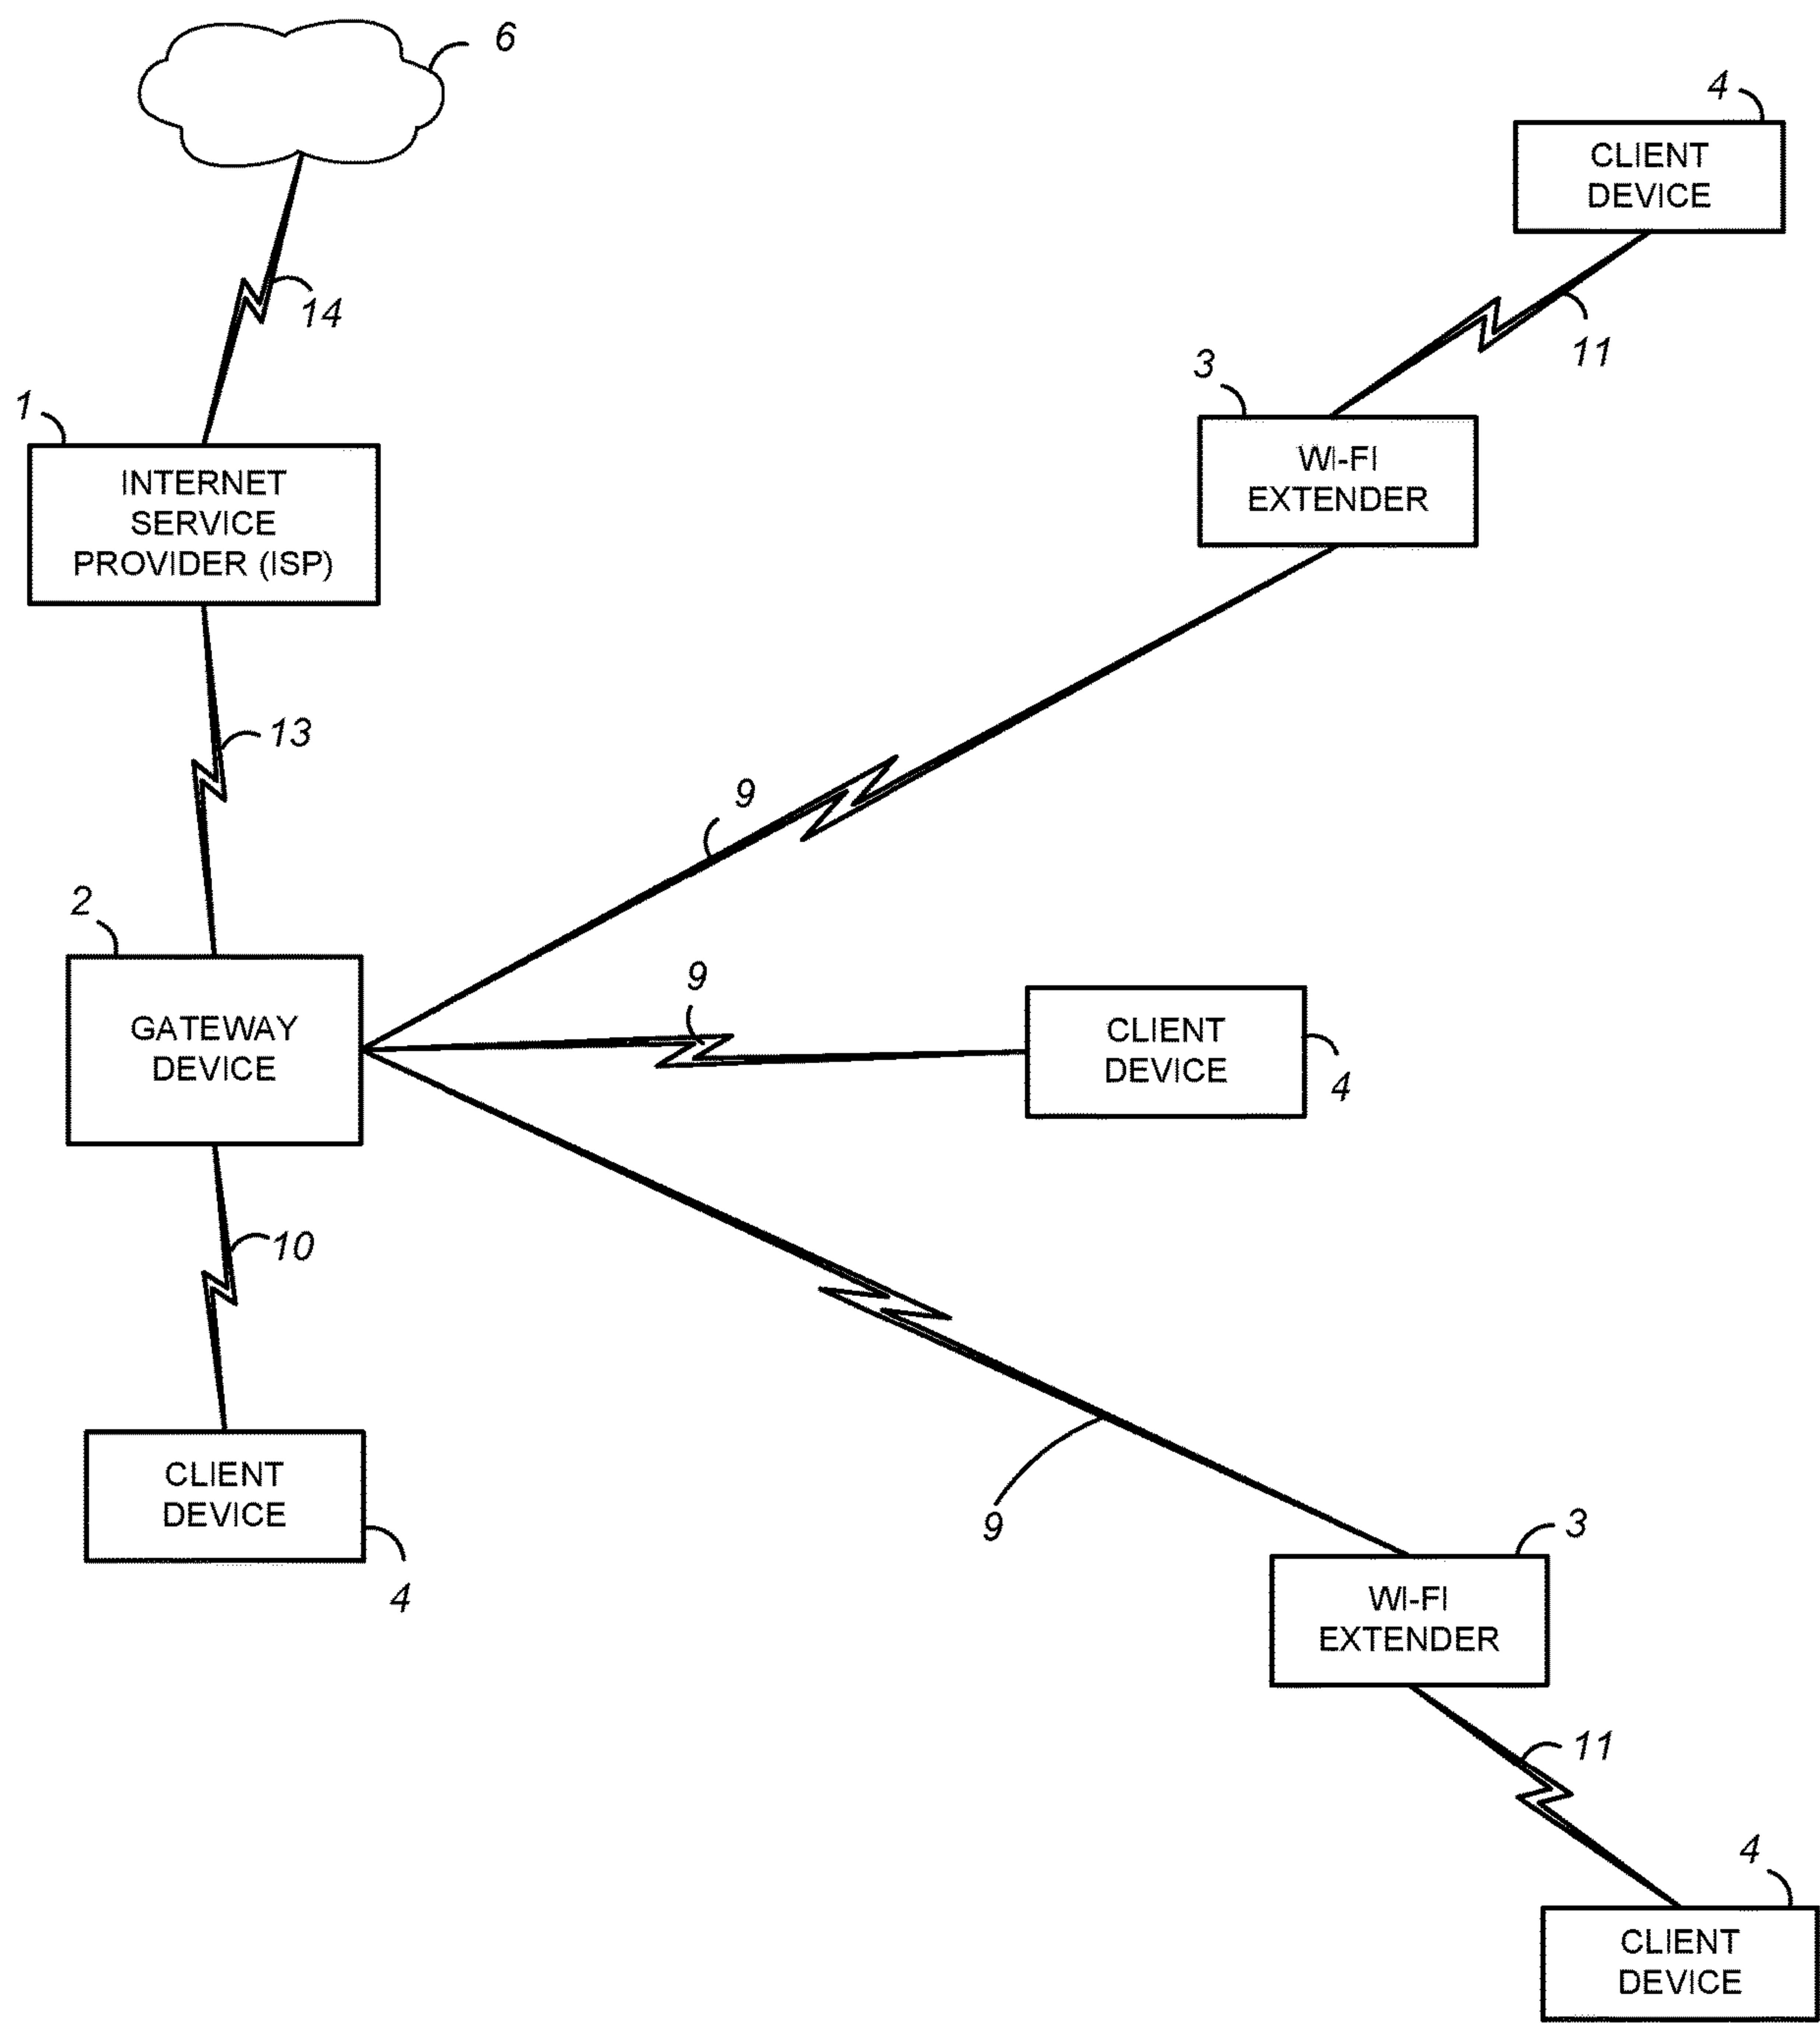 6
4
CLIENT
DEVICE
14
11
3
1
WI-FI
EXTENDER
INTERNET
SERVICE
PROVIDER (ISP)
13
9
2
9
GATEWAY
DEVICE
CLIENT
DEVICE
4
10
CLIENT
DEVICE
4
9
3
WI-FI
EXTENDER
11
4
CLIENT
DEVICE